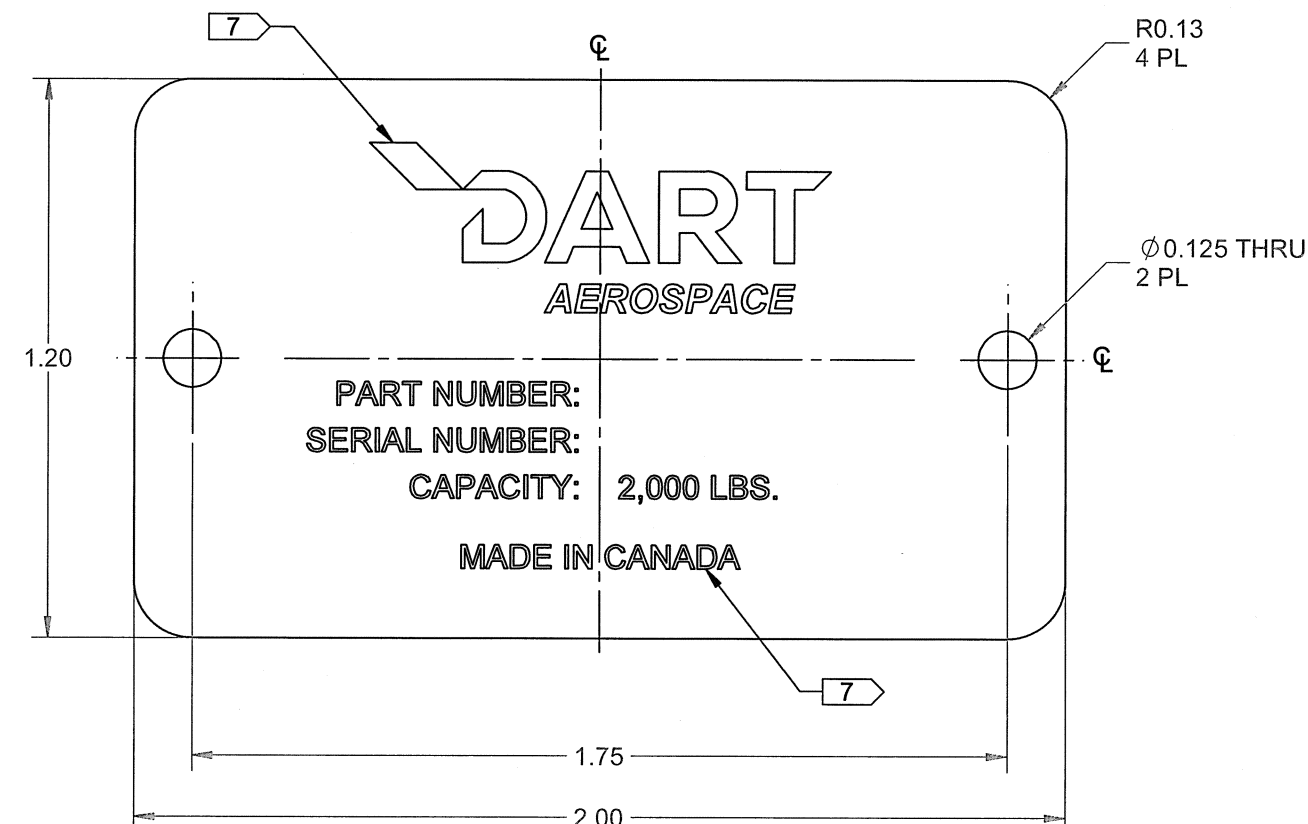 7
℄
R0.13
4 PL
DART
AEROSPACE
∅0.125 THRU
2 PL
1.20
℄
PART NUMBER:
SERIAL NUMBER:
CAPACITY: 2,000 LBS.
MADE IN CANADA
7
1.75
2.00